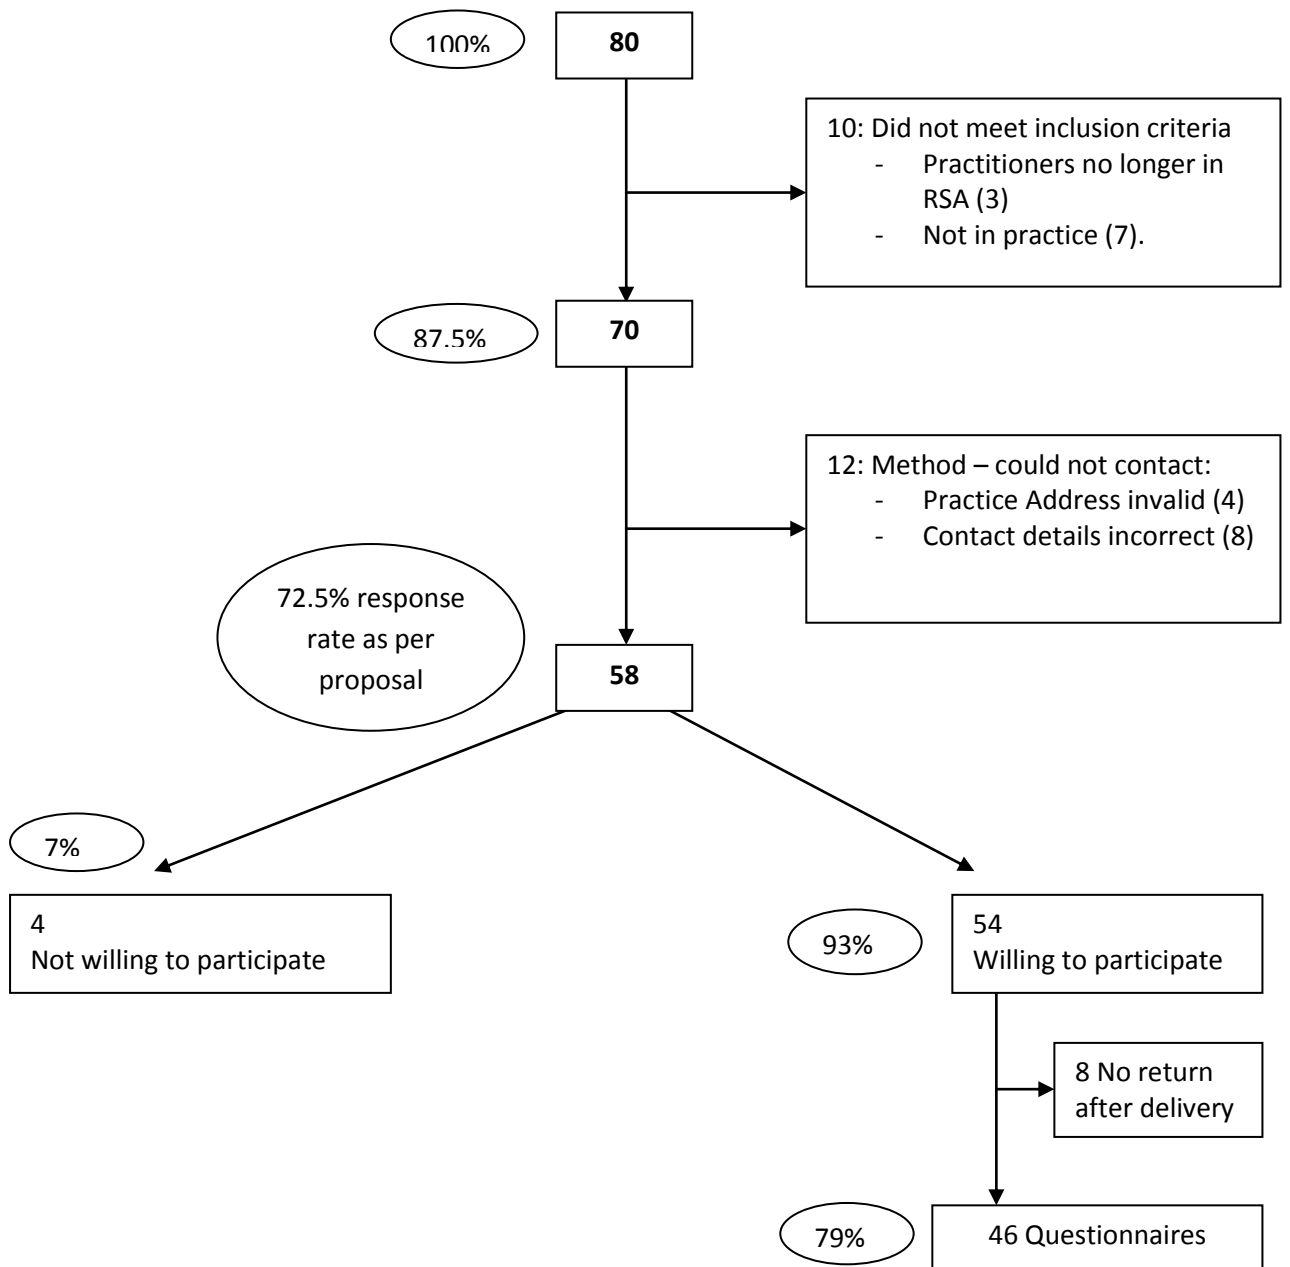 100%
80
10: Did not meet inclusion criteria
- Practitioners no longer in
RSA (3)
- Not in practice (7).
87.5%
70
12: Method – could not contact:
- Practice Address invalid (4)
- Contact details incorrect (8)
72.5% response
rate as per
proposal
58
7%
4
Not willing to participate
93%
54
Willing to participate
8 No return
after delivery
79%
46 Questionnaires